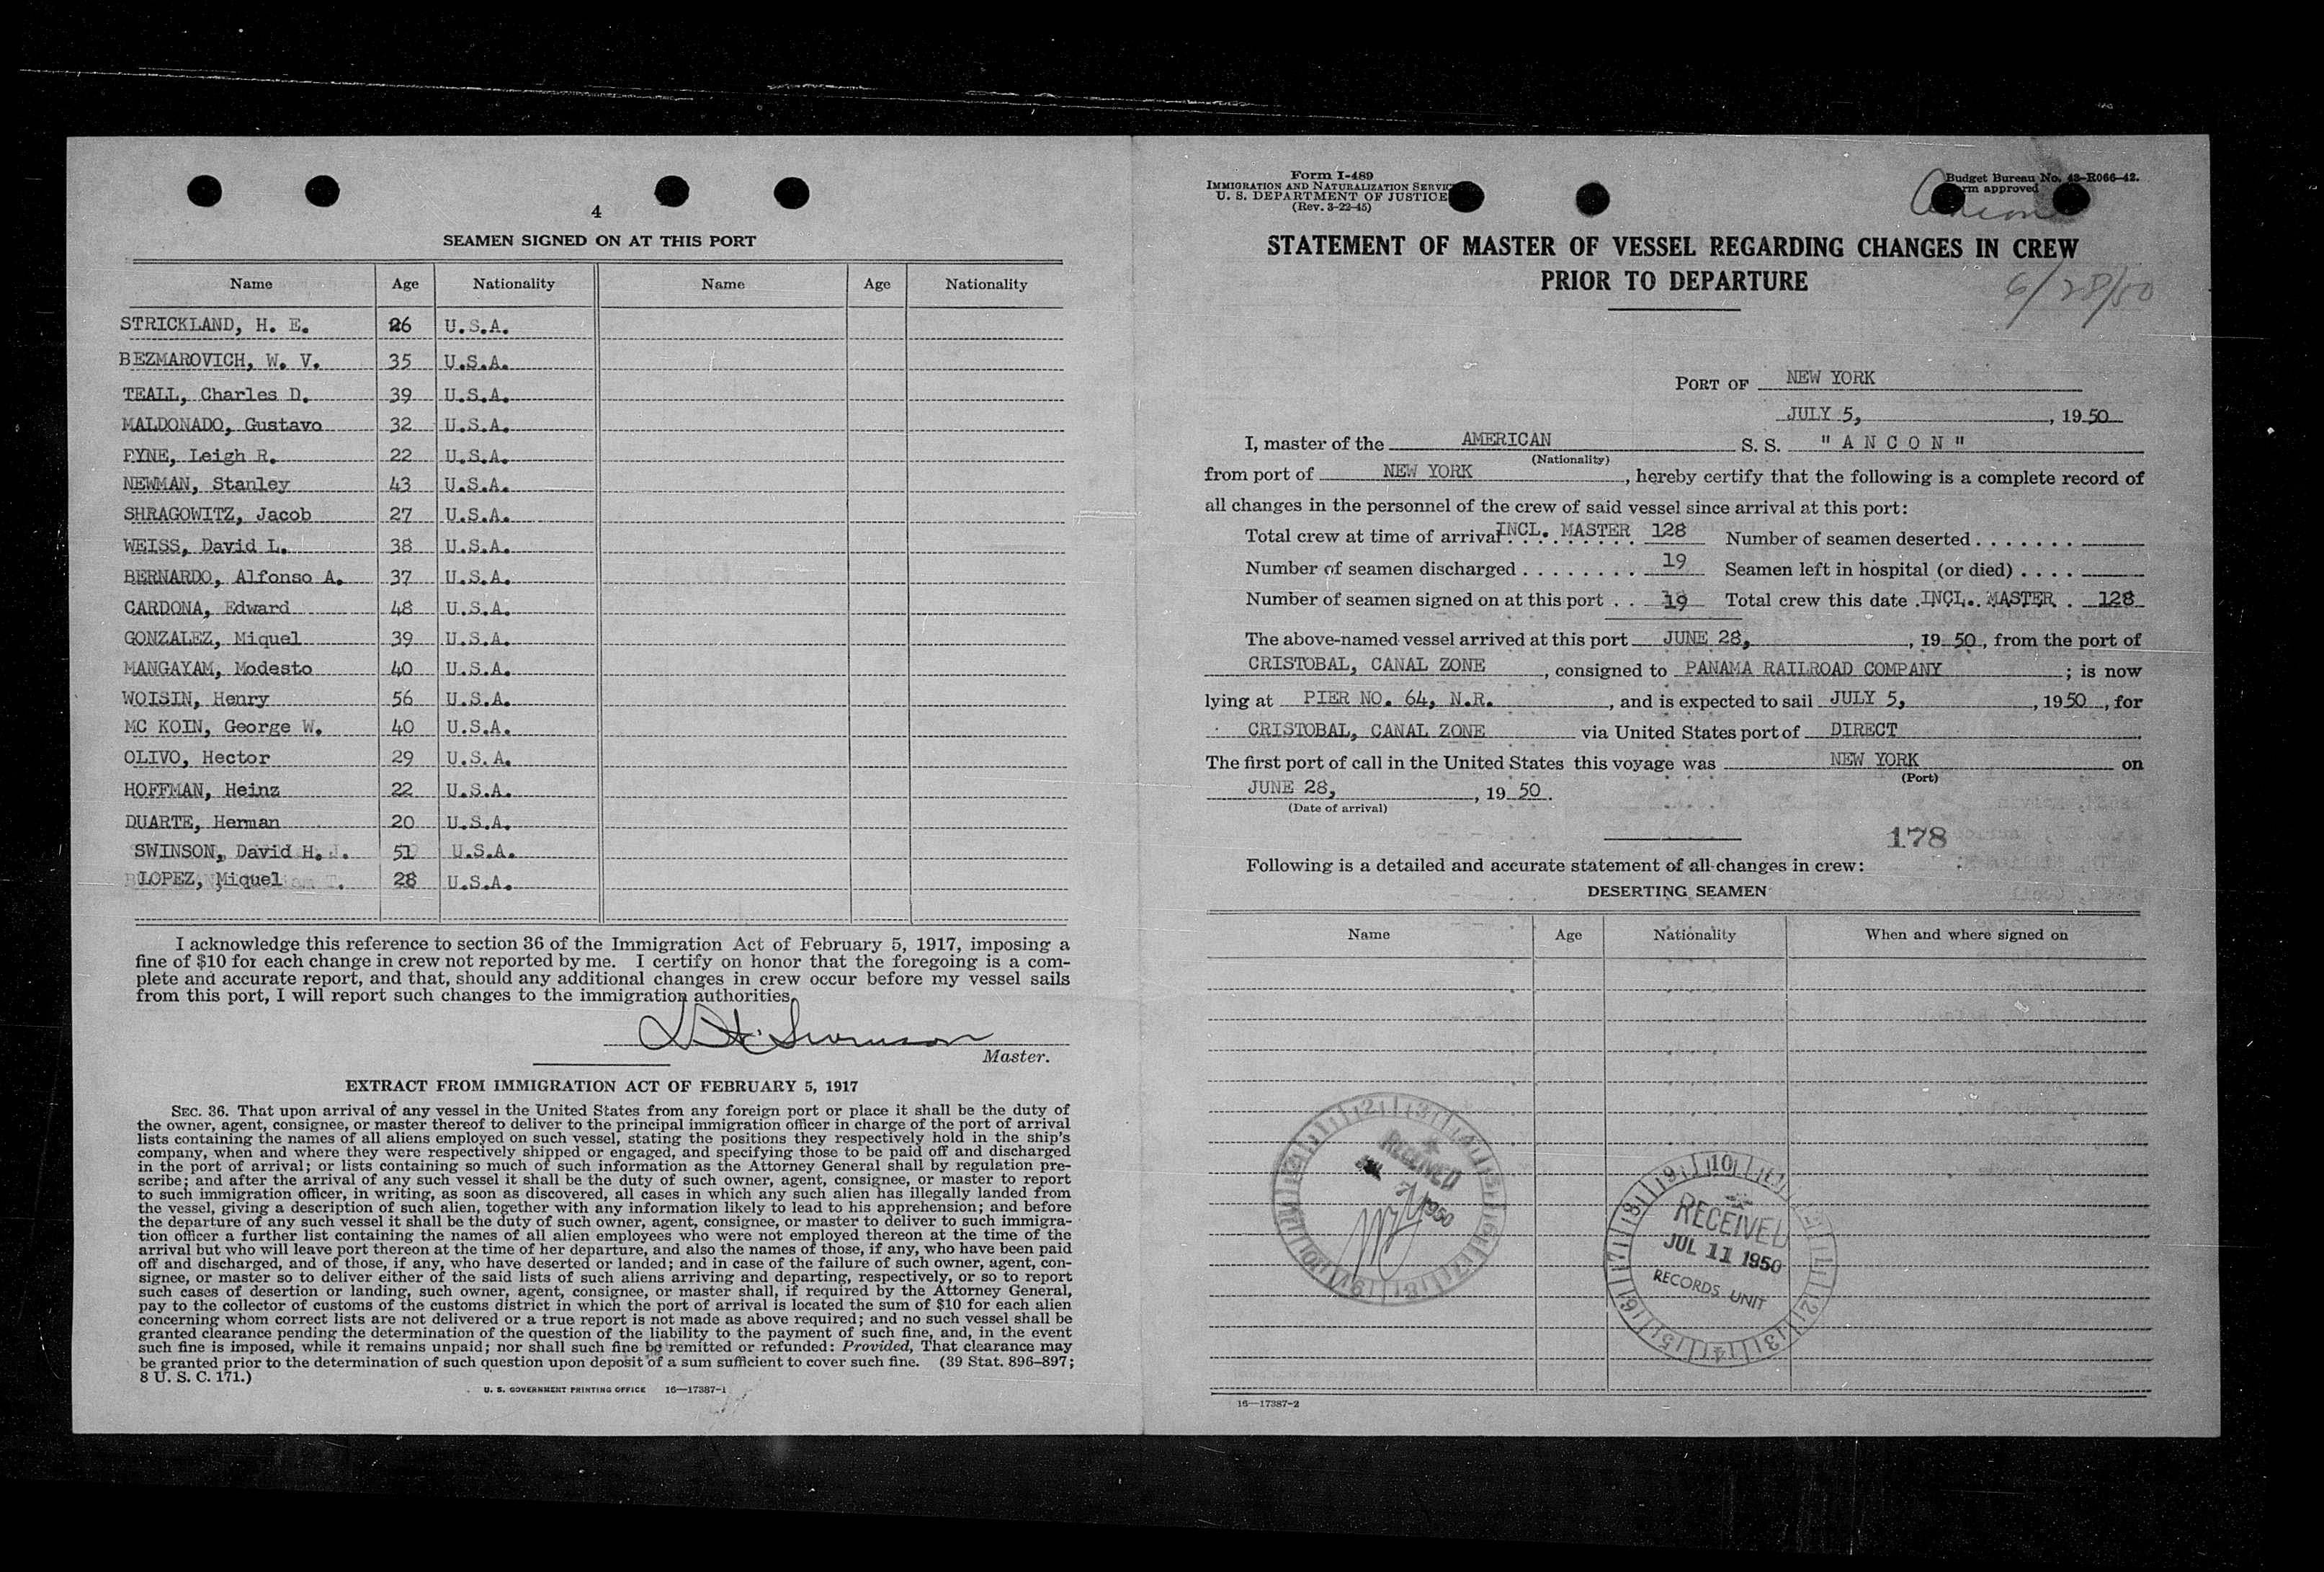 4
SEAMEN SIGNED ON AT THIS PORT
Name Age Nationality Name Age Nationality
STRICKLAND, H. E. 26 U.S.A.
BEZMAROVICH, W. V. 35 U.S.A.
TEALL, Charles D. 39 U.S.A.
MALDONADO, Gustavo 32 U.S.A.
PYNE, Leigh R. 22 U.S.A.
NEWMAN, Stanley 43 U.S.A.
SHRAGOWITZ, Jacob 27 U.S.A.
WEISS, David L. 38 U.S.A.
BERNARDO, Alfonso A. 37 U.S.A.
CARDONA, Edward 48 U.S.A.
GONZALEZ, Miquel 39 U.S.A.
MANGAYAM, Modesto 40 U.S.A.
WOISIN, Henry 56 U.S.A.
MC KOIN, George W. 40 U.S.A.
OLIVO, Hector 29 U.S.A.
HOFFMAN, Heinz 22 U.S.A.
DUARTE, Herman 20 U.S.A.
SWINSON, David H. 51 U.S.A.
LOPEZ, Miquel 28 U.S.A.
I acknowledge this reference to section 36 of the Immigration Act of February 5, 1917, imposing a
fine of $10 for each change in crew not reported by me. I certify on honor that the foregoing is a com-
plete and accurate report, and that, should any additional changes in crew occur before my vessel sails
from this port, I will report such changes to the immigration authorities.
Swinson
Master.
EXTRACT FROM IMMIGRATION ACT OF FEBRUARY 5, 1917
SEC. 36. That upon arrival of any vessel in the United States from any foreign port or place it shall be the duty of
the owner, agent, consignee, or master thereof to deliver to the principal immigration officer in charge of the port of arrival
lists containing the names of all aliens employed on such vessel, stating the positions they respectively hold in the ship's
company, when and where they were respectively shipped or engaged, and specifying those to be paid off and discharged
in the port of arrival; or lists containing so much of such information as the Attorney General shall by regulation pre-
scribe; and after the arrival of any such vessel it shall be the duty of such owner, agent, consignee, or master to report
to such immigration officer, in writing, as soon as discovered, all cases in which any such alien has illegally landed from
the vessel, giving a description of such alien, together with any information likely to lead to his apprehension; and before
the departure of any such vessel it shall be the duty of such owner, agent, consignee, or master to deliver to such immigra-
tion officer a further list containing the names of all alien employees who were not employed thereon at the time of the
arrival but who will leave port thereon at the time of her departure, and also the names of those, if any, who have been paid
off and discharged, and of those, if any, who have deserted or landed; and in case of the failure of such owner, agent, con-
signee, or master so to deliver either of the said lists of such aliens arriving and departing, respectively, or so to report
such cases of desertion or landing, such owner, agent, consignee, or master shall, if required by the Attorney General,
pay to the collector of customs of the customs district in which the port of arrival is located the sum of $10 for each alien
concerning whom correct lists are not delivered or a true report is not made as above required; and no such vessel shall be
granted clearance pending the determination of the question of the liability to the payment of such fine, and, in the event
such fine is imposed, while it remains unpaid; nor shall such fine be remitted or refunded: Provided, That clearance may
be granted prior to the determination of such question upon deposit of a sum sufficient to cover such fine. (39 Stat. 896-897;
8 U. S. C. 171.)
U. S. GOVERNMENT PRINTING OFFICE 16—17387-1
Form I-489
IMMIGRATION AND NATURALIZATION SERVICE
U. S. DEPARTMENT OF JUSTICE
(Rev. 3-22-45)
Budget Bureau No. 43-R066-42.
approved
Ancon
STATEMENT OF MASTER OF VESSEL REGARDING CHANGES IN CREW
PRIOR TO DEPARTURE
6/28/50
PORT OF NEW YORK
JULY 5, , 19 50
I, master of the AMERICAN S. S. " A N C O N "
(Nationality)
from port of NEW YORK , hereby certify that the following is a complete record of
all changes in the personnel of the crew of said vessel since arrival at this port:
Total crew at time of arrival INCL. MASTER 128 Number of seamen deserted
Number of seamen discharged 19 Seamen left in hospital (or died)
Number of seamen signed on at this port 19 Total crew this date INCL. MASTER 128
The above-named vessel arrived at this port JUNE 28, , 19 50, from the port of
CRISTOBAL, CANAL ZONE , consigned to PANAMA RAILROAD COMPANY ; is now
lying at PIER NO. 64, N.R. , and is expected to sail JULY 5, , 19 50 , for
CRISTOBAL, CANAL ZONE via United States port of DIRECT
The first port of call in the United States this voyage was NEW YORK on
(Port)
JUNE 28, , 19 50.
(Date of arrival)
178
Following is a detailed and accurate statement of all changes in crew:
DESERTING SEAMEN
Name Age Nationality When and where signed on
RECEIVED
1950
RECEIVED
JUL 11 1950
RECORDS UNIT
16—17387-2